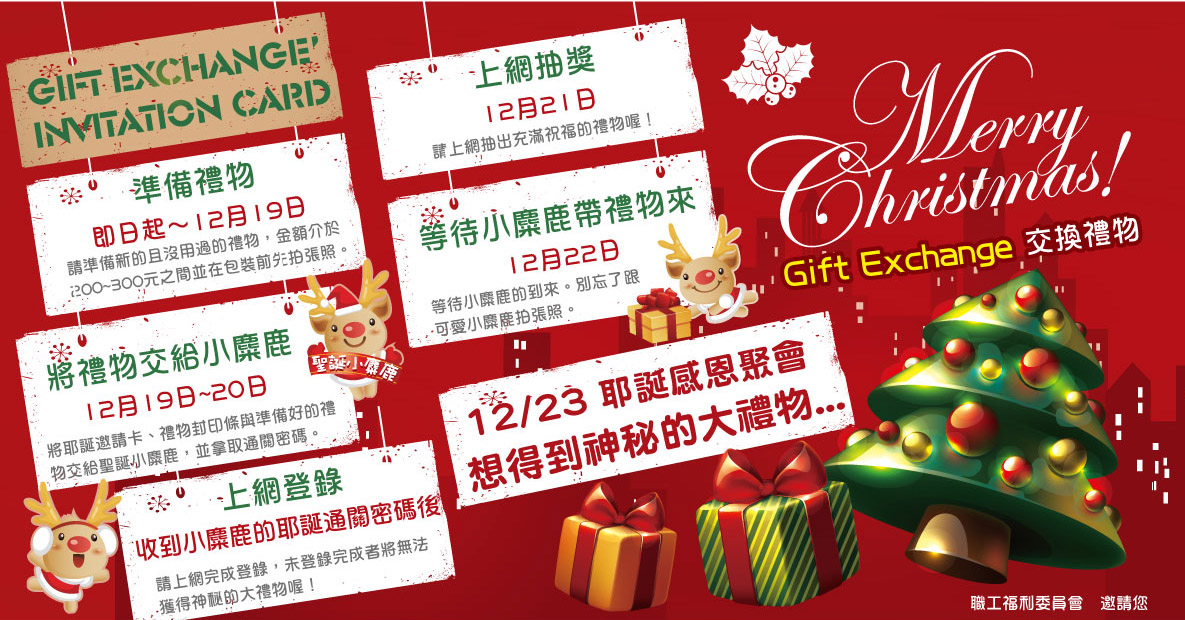 GIFT EXCHANGE'
INVITATION CARD
準備禮物
即日起～12月19日
請準備新的且沒用過的禮物，金額介於
200~300元之間並在包裝前先拍張照。
將禮物交給小麋鹿
12月19日~20日
將耶誕邀請卡、禮物封印條與準備好的禮
物交給聖誕小麋鹿，並拿取通關密碼。
聖誕小麋鹿
上網登錄
收到小麋鹿的耶誕通關密碼後
請上網完成登錄，未登錄完成者將無法
獲得神秘的大禮物喔！
上網抽獎
12月21日
請上網抽出充滿祝福的禮物喔！
等待小麋鹿帶禮物來
12月22日
等待小麋鹿的到來。別忘了跟
可愛小麋鹿拍張照。
12/23 耶誕感恩聚會
想得到神秘的大禮物...
Merry
Christmas!
Gift Exchange 交換禮物
職工福利委員會　邀請您